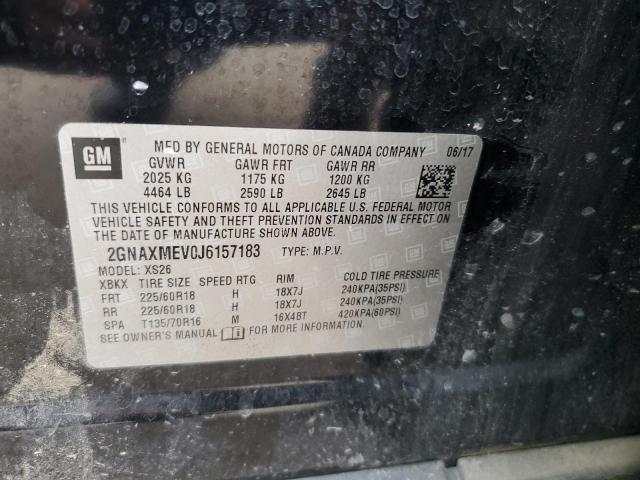 GM
MFD BY GENERAL MOTORS OF CANADA COMPANY 06/17
GVWR GAWR FRT GAWR RR
2025 KG 1175 KG 1200 KG
4464 LB 2590 LB 2645 LB
THIS VEHICLE CONFORMS TO ALL APPLICABLE U.S. FEDERAL MOTOR
VEHICLE SAFETY AND THEFT PREVENTION STANDARDS IN EFFECT ON
THE DATE OF MANUFACTURE SHOWN ABOVE.
2GNAXMEV0J6157183 TYPE: M.P.V.
MODEL: XS26
XBKX TIRE SIZE SPEED RTG RIM COLD TIRE PRESSURE
FRT 225/60R18 H 18X7J 240KPA(35PSI)
RR 225/60R18 H 18X7J 240KPA(35PSI)
SPA T135/70R16 M 16X4BT 420KPA(60PSI)
SEE OWNER'S MANUAL FOR MORE INFORMATION.